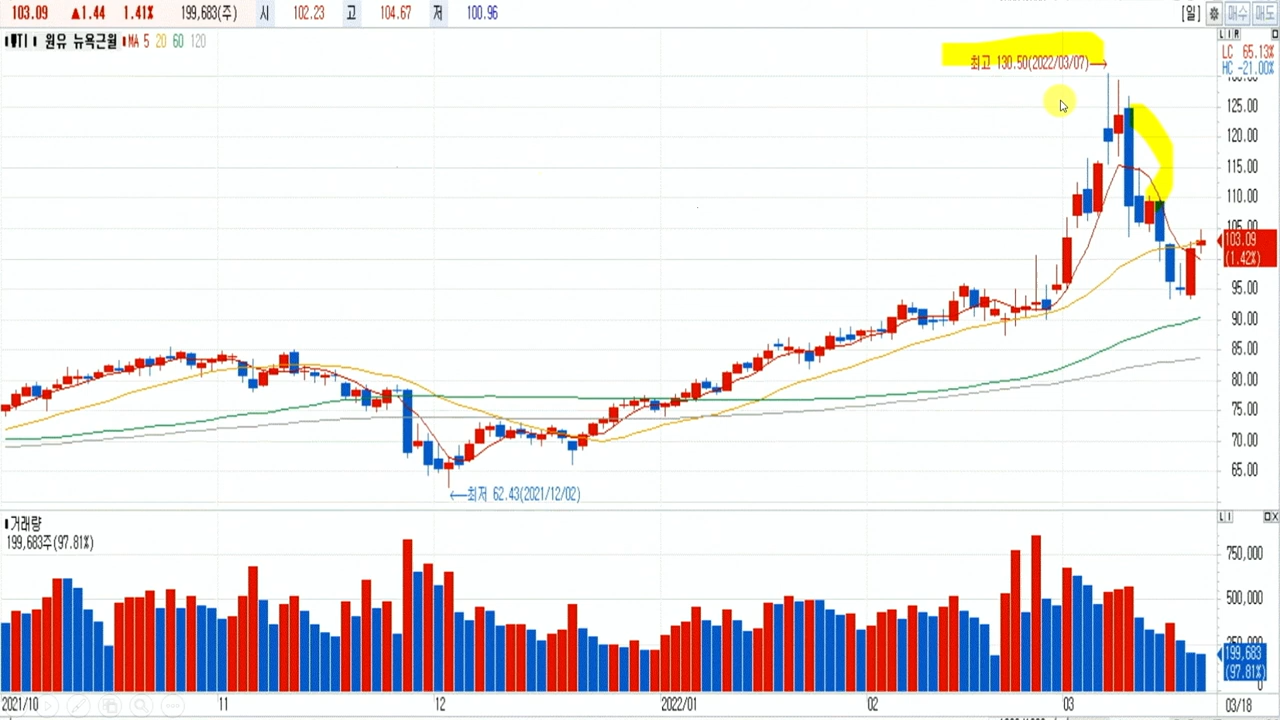 103.09 ▲1.44 1.41% 199,683(주) 시 102.23 고 104.67 저 100.96 [일] 매수 매도
WTI 원유 뉴욕근월 MA 5 20 60 120
L I R
LC 65.13%
HC -21.00%
최고 130.50(2022/03/07)→
125.00
120.00
115.00
110.00
105.00
103.09
(1.42%)
95.00
90.00
85.00
80.00
75.00
70.00
65.00
←최저 62.43(2021/12/02)
거래량
L I
199,683주(97.81%)
750,000
500,000
250,000
199,683
(97.81%)
0
2021/10 11 12 2022/01 02 03 03/18